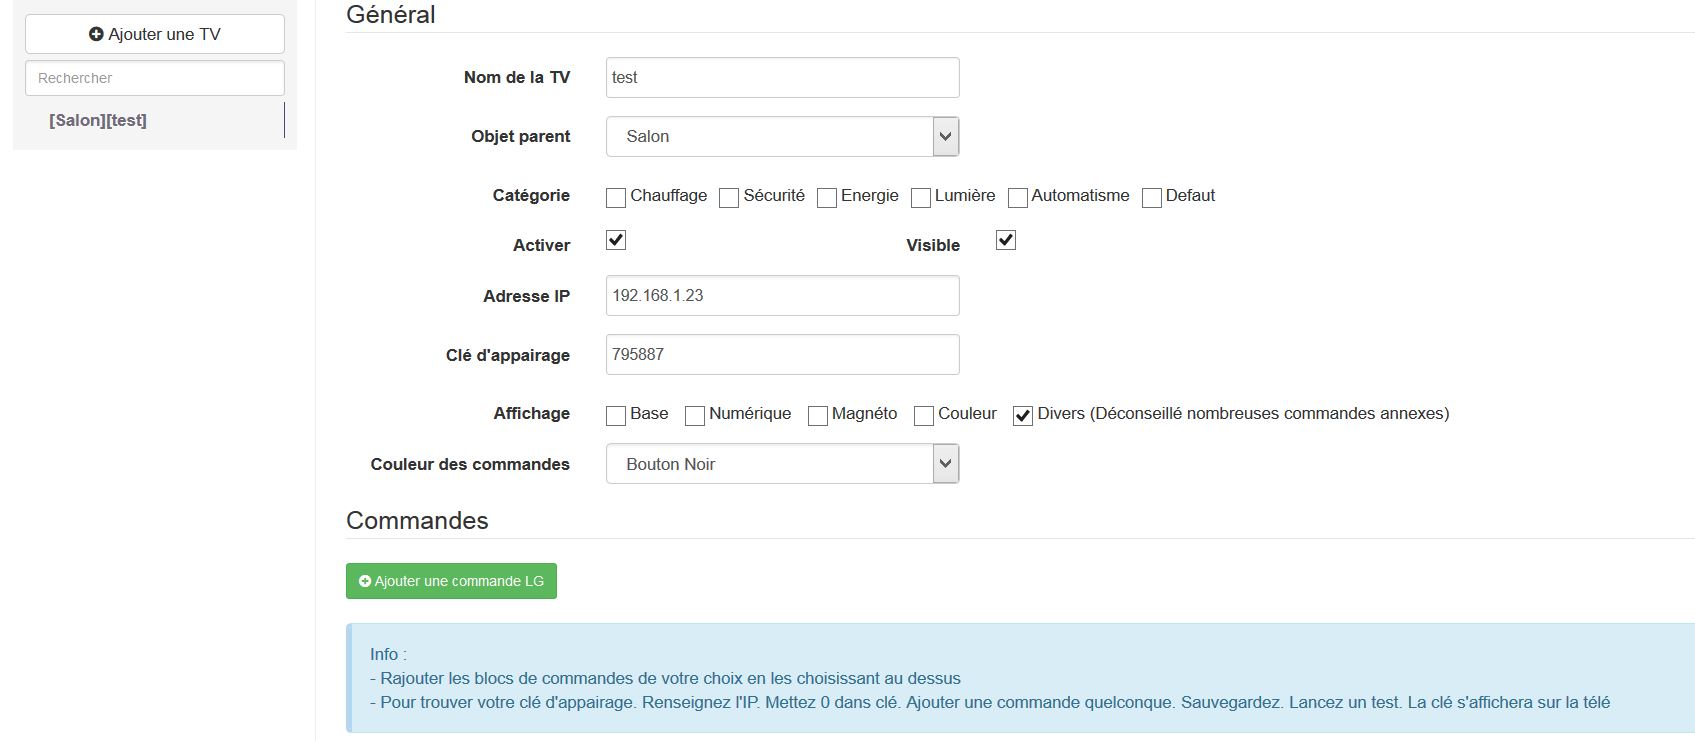 Ajouter une TV
Rechercher
[Salon][test]
Général
Nom de la TV test
Objet parent Salon
Catégorie Chauffage Sécurité Energie Lumière Automatisme Defaut
Activer Visible
Adresse IP 192.168.1.23
Clé d'appairage 795887
Affichage Base Numérique Magnéto Couleur Divers (Déconseillé nombreuses commandes annexes)
Couleur des commandes Bouton Noir
Commandes
Ajouter une commande LG
Info :
- Rajouter les blocs de commandes de votre choix en les choisissant au dessus
- Pour trouver votre clé d'appairage. Renseignez l'IP. Mettez 0 dans clé. Ajouter une commande quelconque. Sauvegardez. Lancez un test. La clé s'affichera sur la télé